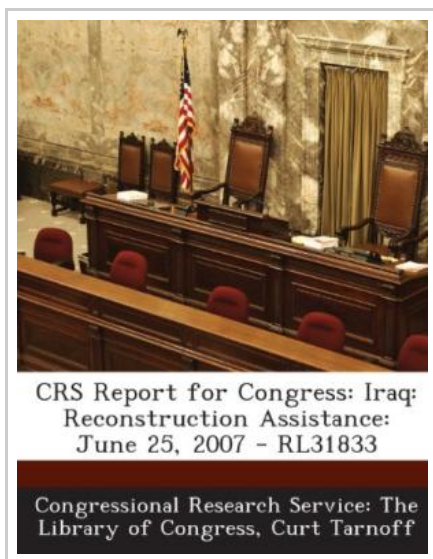 CRS Report for Congress: Iraq:
Reconstruction Assistance:
June 25, 2007 - RL31833
Congressional Research Service: The
Library of Congress, Curt Tarnoff